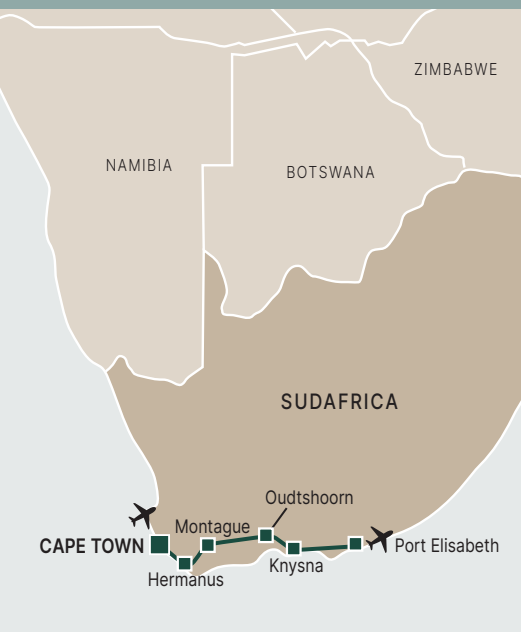 ZIMBABWE
NAMIBIA
BOTSWANA
SUDAFRICA
Oudtshoorn
Montague
CAPE TOWN
Port Elisabeth
Knysna
Hermanus